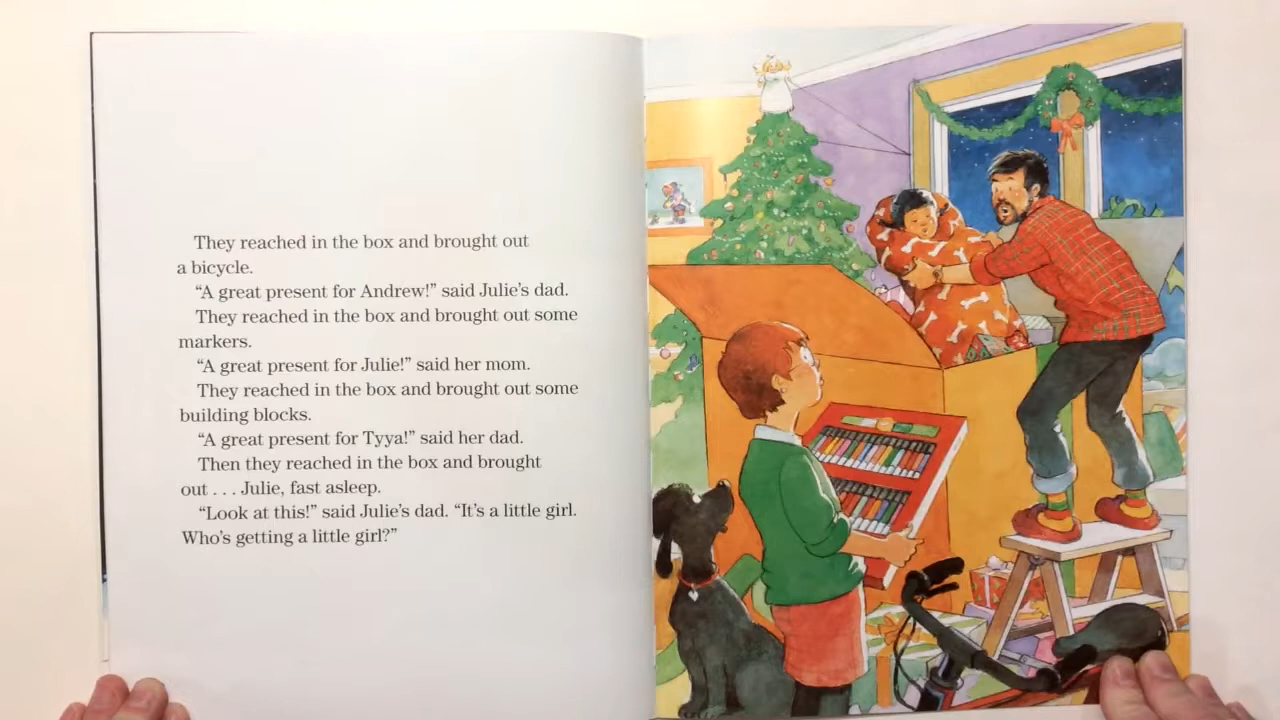 They reached in the box and brought out
a bicycle.
“A great present for Andrew!” said Julie’s dad.
They reached in the box and brought out some
markers.
“A great present for Julie!” said her mom.
They reached in the box and brought out some
building blocks.
“A great present for Tyya!” said her dad.
Then they reached in the box and brought
out . . . Julie, fast asleep.
“Look at this!” said Julie’s dad. “It’s a little girl.
Who’s getting a little girl?”